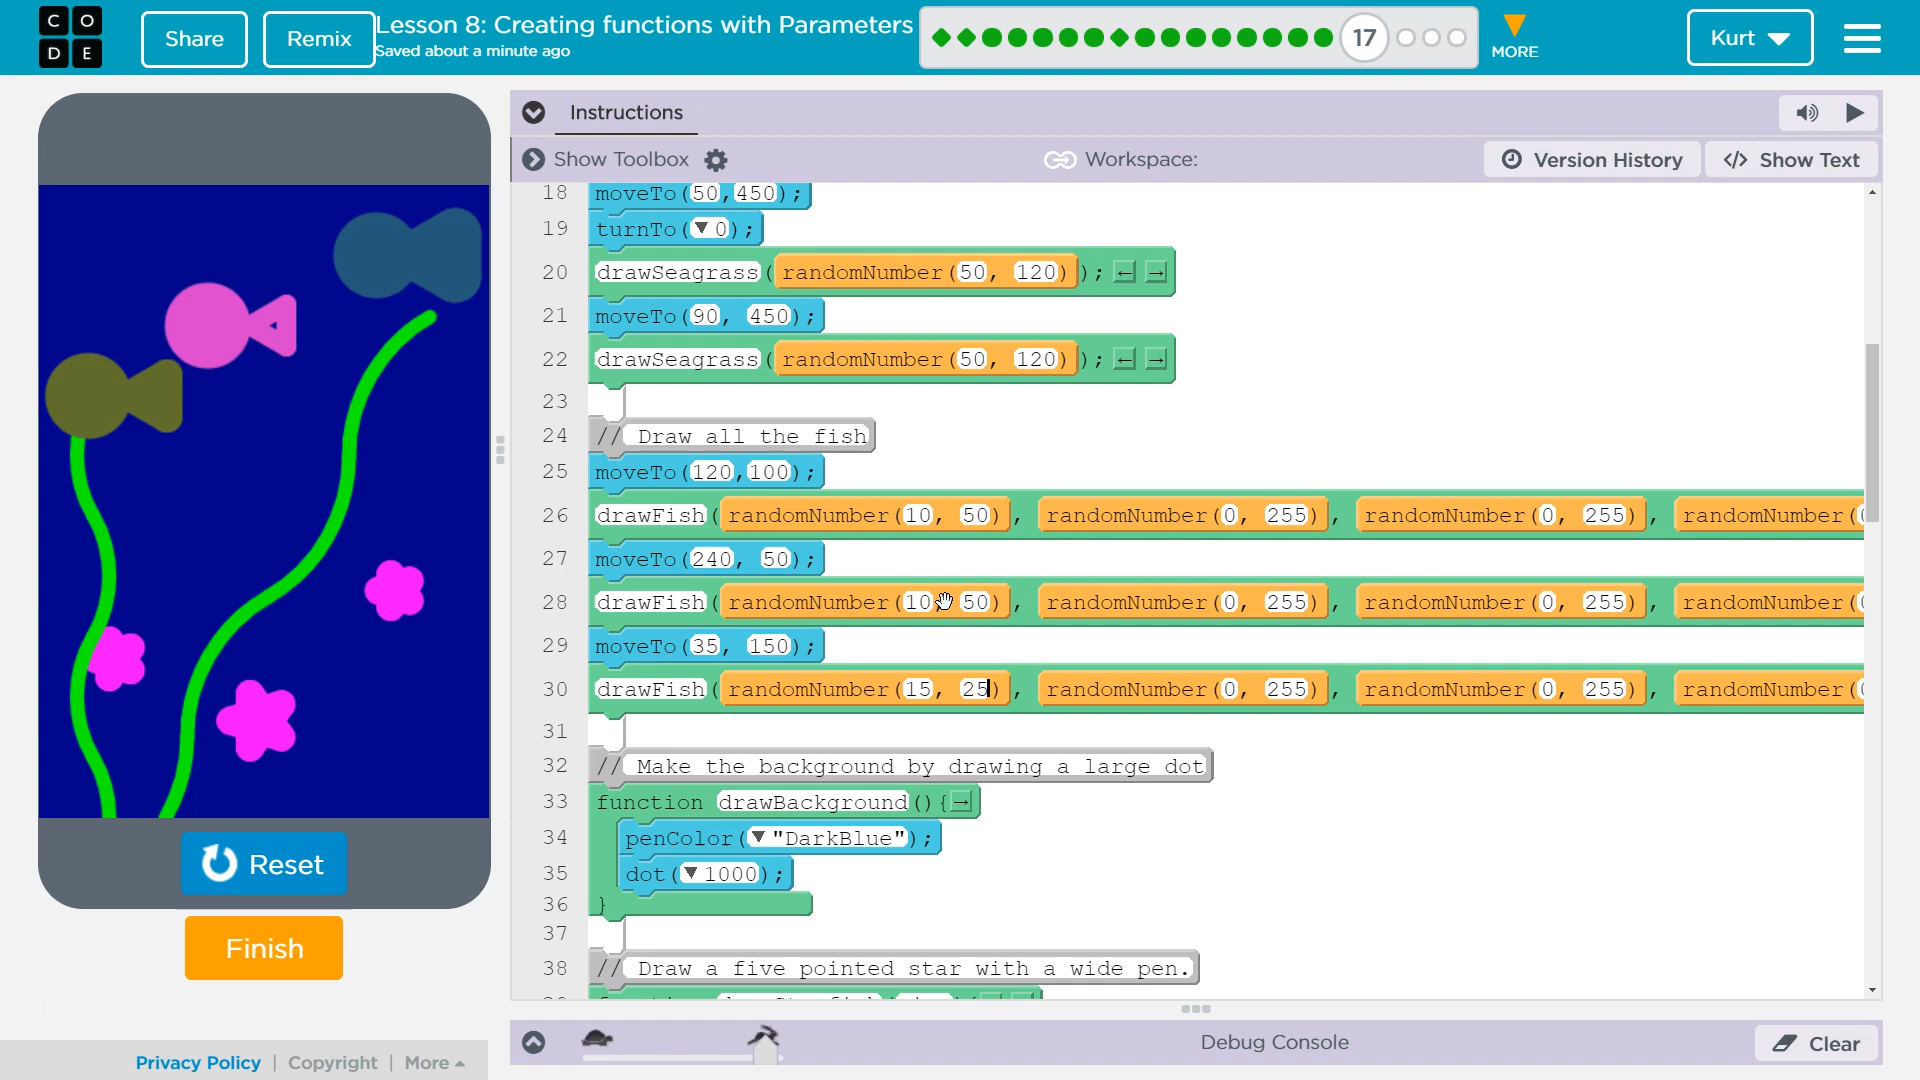 CODE
Share
Remix
Lesson 8: Creating functions with Parameters
Saved about a minute ago
17
MORE
Kurt
Instructions
Show Toolbox
Workspace:
Version History
</> Show Text
18 moveTo(50,450);
19 turnTo(▼0);
20 drawSeagrass(randomNumber(50, 120)); ← →
21 moveTo(90, 450);
22 drawSeagrass(randomNumber(50, 120)); ← →
23
24 // Draw all the fish
25 moveTo(120,100);
26 drawFish(randomNumber(10, 50), randomNumber(0, 255), randomNumber(0, 255), randomNumber(
27 moveTo(240, 50);
28 drawFish(randomNumber(10, 50), randomNumber(0, 255), randomNumber(0, 255), randomNumber(
29 moveTo(35, 150);
30 drawFish(randomNumber(15, 25), randomNumber(0, 255), randomNumber(0, 255), randomNumber(
31
32 // Make the background by drawing a large dot
33 function drawBackground(){→
34 penColor(▼"DarkBlue");
35 dot(▼1000);
36 }
37
38 // Draw a five pointed star with a wide pen.
Reset
Finish
Privacy Policy | Copyright | More
Debug Console
Clear